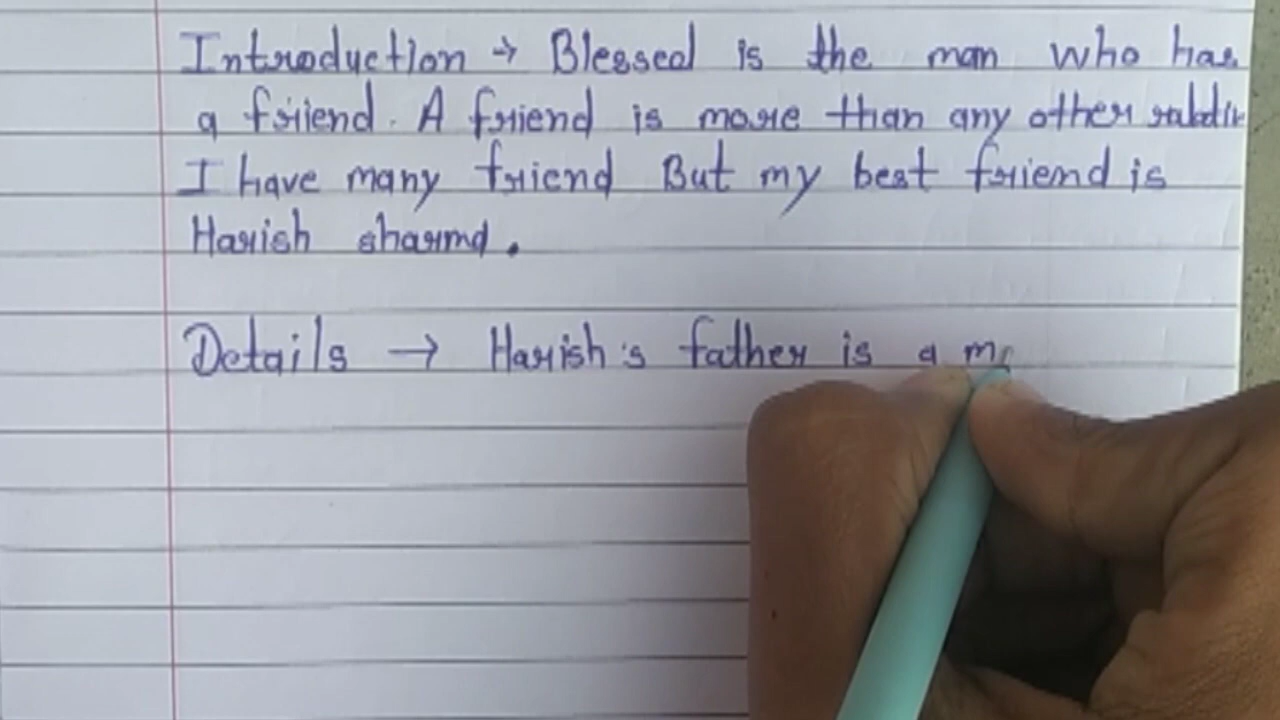 Introduction → Blessed is the man who has
a friend. A friend is more than any other
I have many friend But my best friend is
Harish sharma.
Details → Harish's father is a